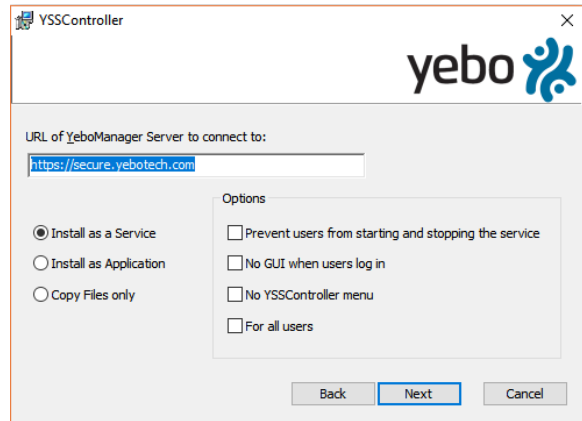 YSSController
yebo
URL of YeboManager Server to connect to:
https://secure.yebotech.com
Options
Install as a Service
Prevent users from starting and stopping the service
Install as Application
No GUI when users log in
Copy Files only
No YSSController menu
For all users
Back
Next
Cancel